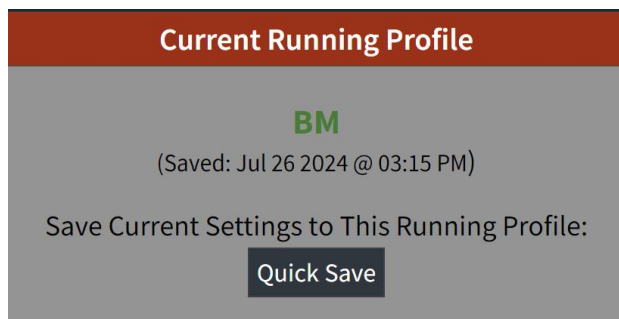 Current Running Profile
BM
(Saved: Jul 26 2024 @ 03:15 PM)
Save Current Settings to This Running Profile:
Quick Save